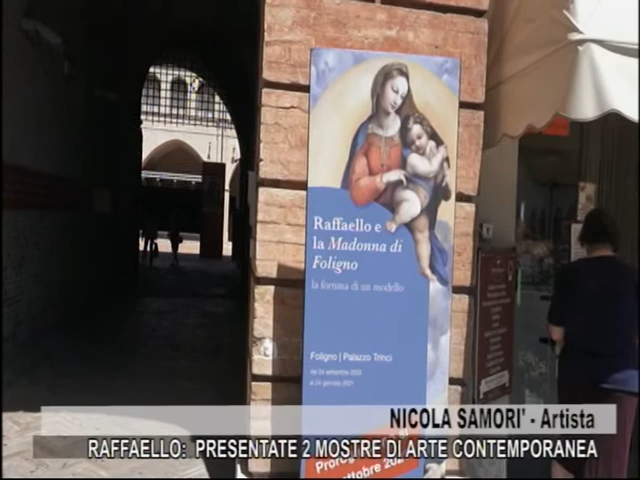 Raffaello e
la Madonna di
Foligno
la fortuna di un modello
Foligno | Palazzo Trinci
NICOLA SAMORI' - Artista
RAFFAELLO: PRESENTATE 2 MOSTRE DI ARTE CONTEMPORANEA